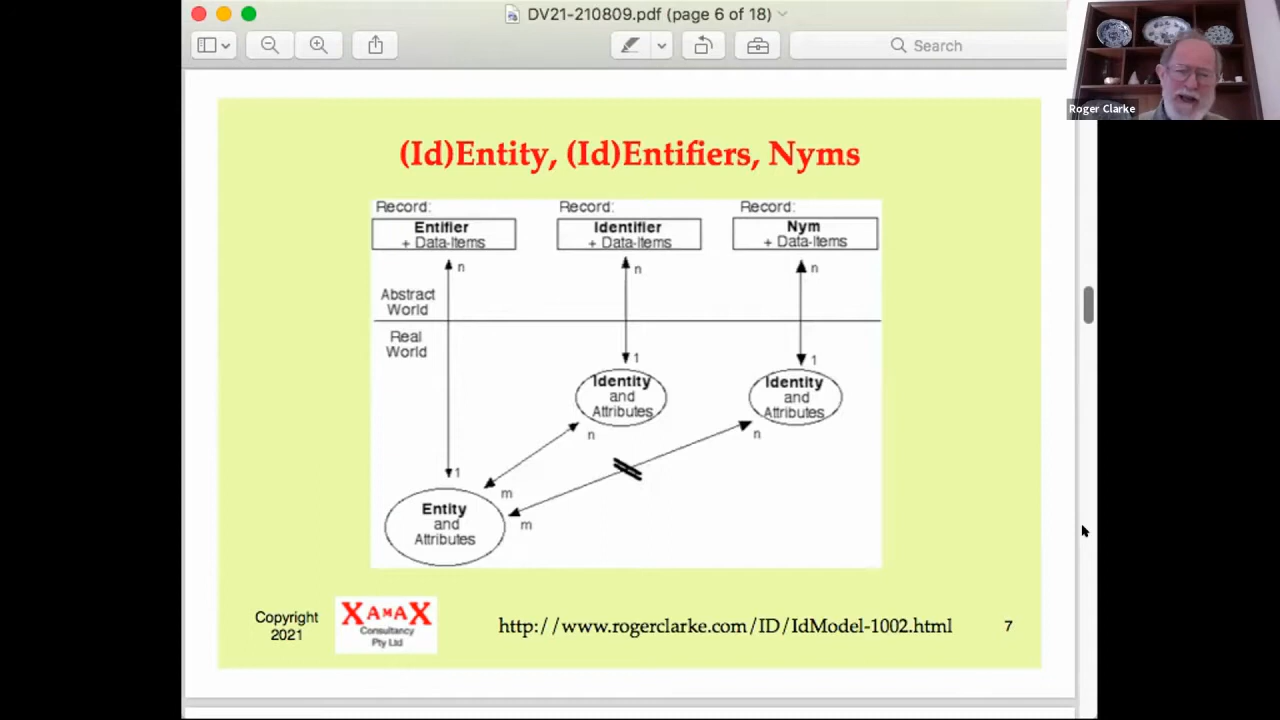 DV21-210809.pdf (page 6 of 18)
Search
Roger Clarke
(Id)Entity, (Id)Entifiers, Nyms
Record:
Record:
Record:
Entifier
+ Data-Items
Identifier
+ Data-Items
Nym
+ Data-Items
n
n
n
Abstract
World
Real
World
1
1
1
Identity
and
Attributes
Identity
and
Attributes
n
n
m
m
Entity
and
Attributes
Copyright
2021
XAMAX
Consultancy
Pty Ltd
http://www.rogerclarke.com/ID/IdModel-1002.html
7